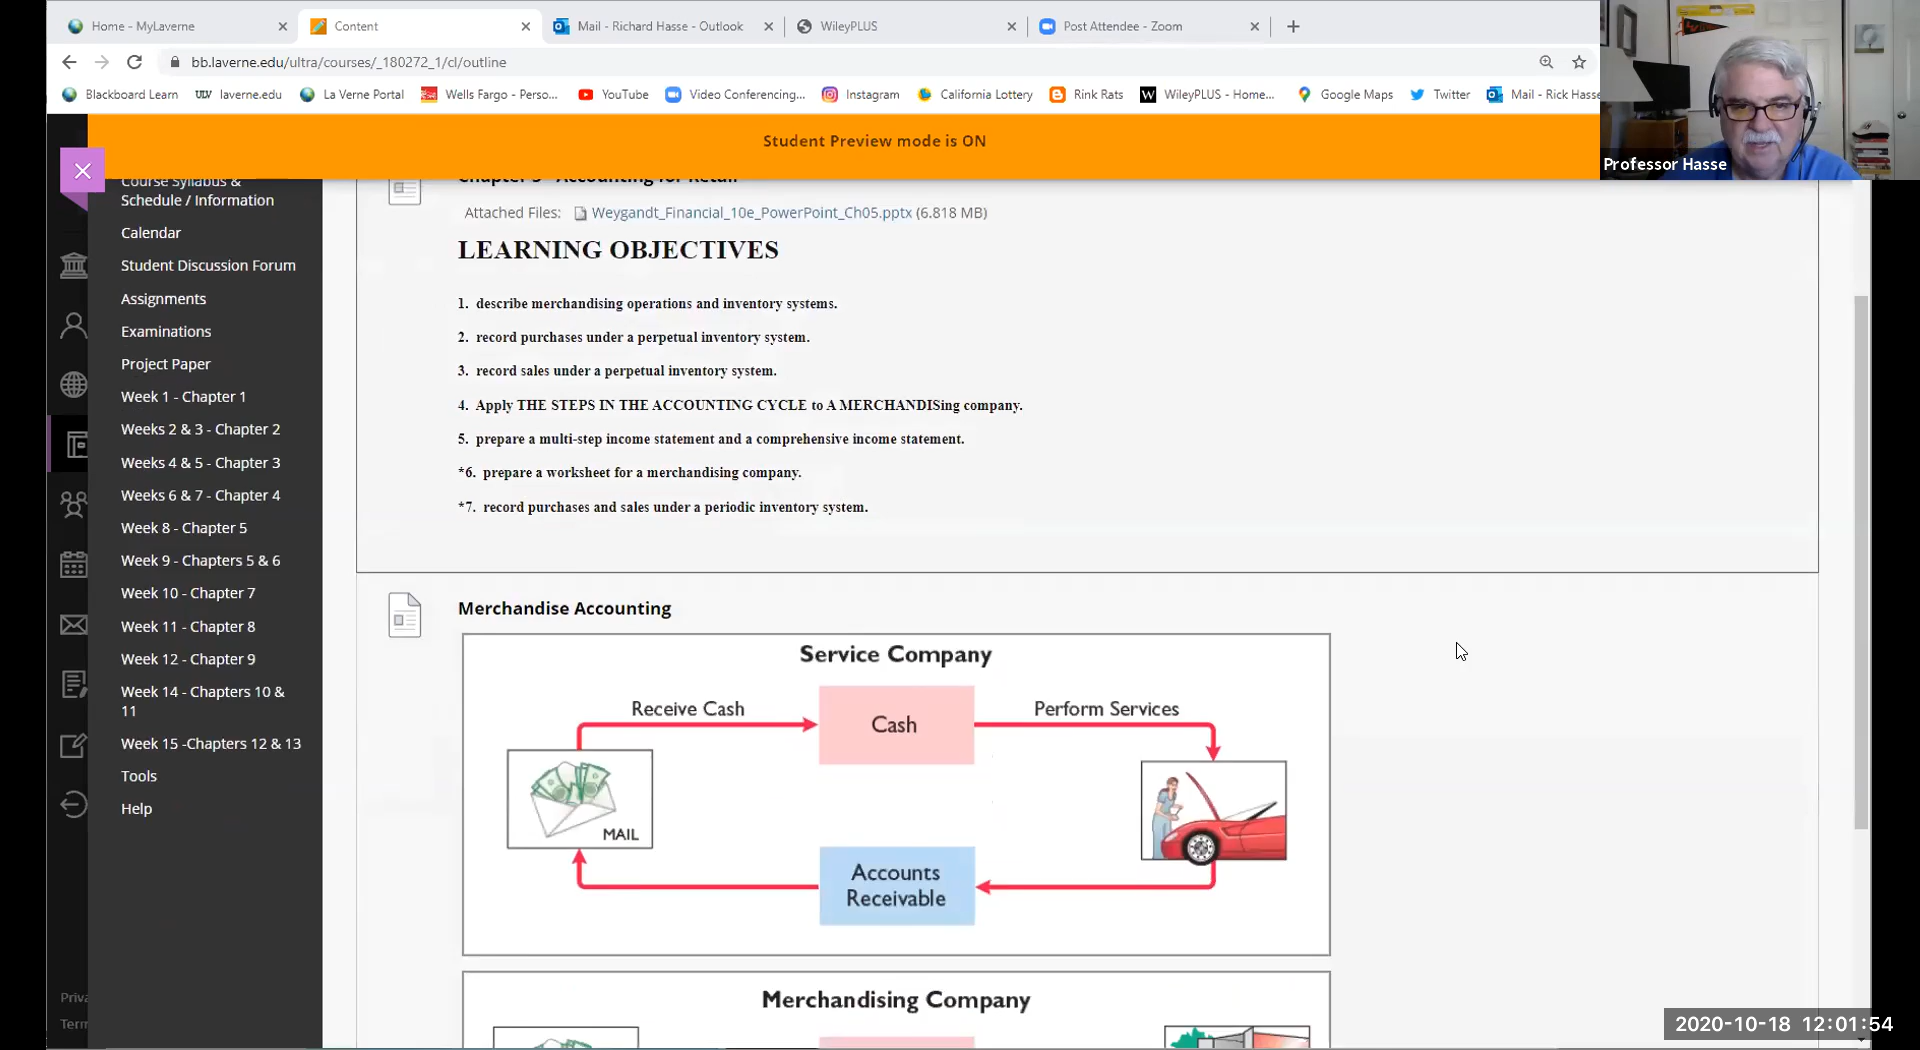 Home - MyLaverne
Content
Mail - Richard Hasse - Outlook
WileyPLUS
Post Attendee - Zoom
bb.laverne.edu/ultra/courses/_180272_1/cl/outline
Blackboard Learn
ULV laverne.edu
La Verne Portal
Wells Fargo - Perso...
YouTube
Video Conferencing...
Instagram
California Lottery
Rink Rats
W WileyPLUS - Home...
Google Maps
Twitter
Mail - Rick Hasse
Student Preview mode is ON
Professor Hasse
Course Syllabus &
Schedule / Information
Calendar
Student Discussion Forum
Assignments
Examinations
Project Paper
Week 1 - Chapter 1
Weeks 2 & 3 - Chapter 2
Weeks 4 & 5 - Chapter 3
Weeks 6 & 7 - Chapter 4
Week 8 - Chapter 5
Week 9 - Chapters 5 & 6
Week 10 - Chapter 7
Week 11 - Chapter 8
Week 12 - Chapter 9
Week 14 - Chapters 10 &
11
Week 15 -Chapters 12 & 13
Tools
Help
Priva
Term
Chapter 5 - Accounting for Retail
Attached Files: Weygandt_Financial_10e_PowerPoint_Ch05.pptx (6.818 MB)
LEARNING OBJECTIVES
1. describe merchandising operations and inventory systems.
2. record purchases under a perpetual inventory system.
3. record sales under a perpetual inventory system.
4. Apply THE STEPS IN THE ACCOUNTING CYCLE to A MERCHANDISing company.
5. prepare a multi-step income statement and a comprehensive income statement.
*6. prepare a worksheet for a merchandising company.
*7. record purchases and sales under a periodic inventory system.
Merchandise Accounting
Service Company
Receive Cash
Cash
Perform Services
MAIL
Accounts
Receivable
Merchandising Company
2020-10-18 12:01:54